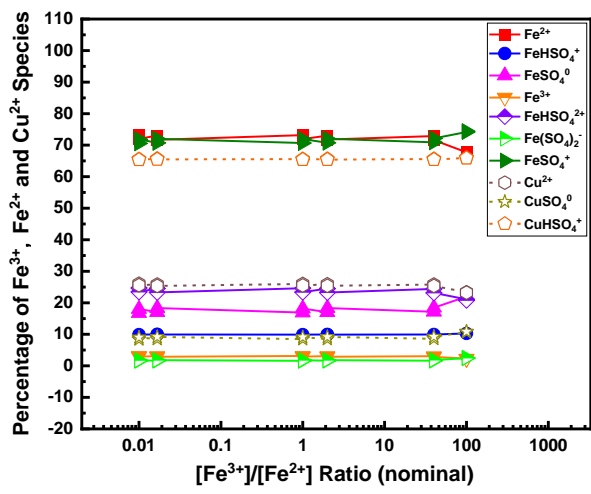 Percentage of Fe³⁺, Fe²⁺ and Cu²⁺ Species
110
100
90
80
70
60
50
40
30
20
10
0
-10
-20
0.01
0.1
1
10
100
1000
[Fe³⁺]/[Fe²⁺] Ratio (nominal)
Fe²⁺
FeHSO₄⁺
FeSO₄⁰
Fe³⁺
FeHSO₄²⁺
Fe(SO₄)₂⁻
FeSO₄⁺
Cu²⁺
CuSO₄⁰
CuHSO₄⁺